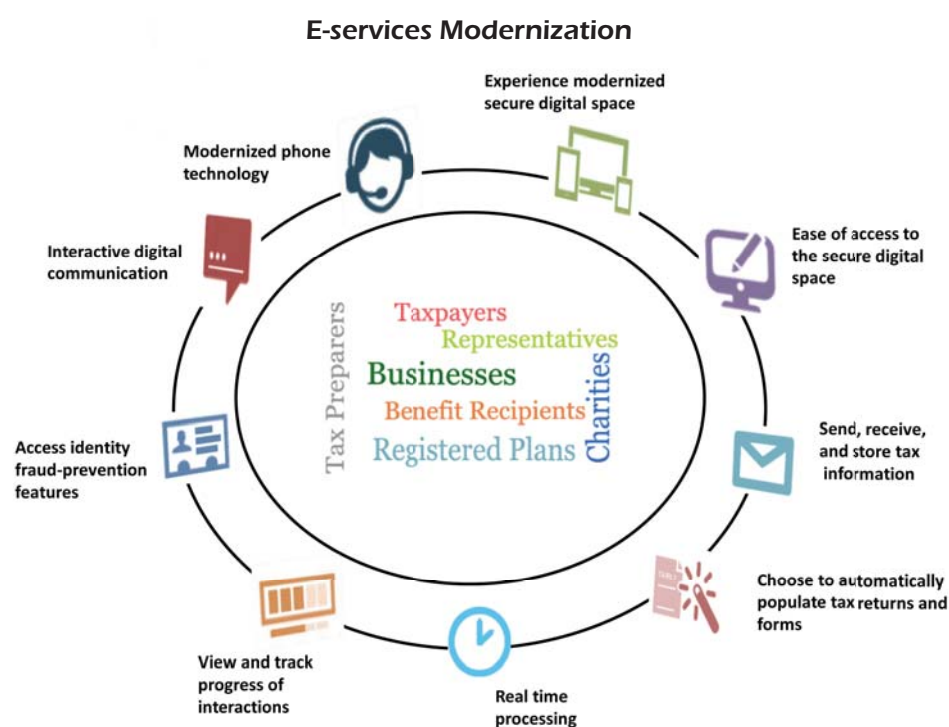 E-services Modernization
Experience modernized
secure digital space
Modernized phone
technology
Ease of access to
the secure digital
space
Interactive digital
communication
Tax Preparers
Taxpayers
Representatives
Businesses
Benefit Recipients
Charities
Registered Plans
Send, receive,
and store tax
information
Access identity
fraud-prevention
features
Choose to automatically
populate tax returns and
forms
View and track
progress of
interactions
Real time
processing